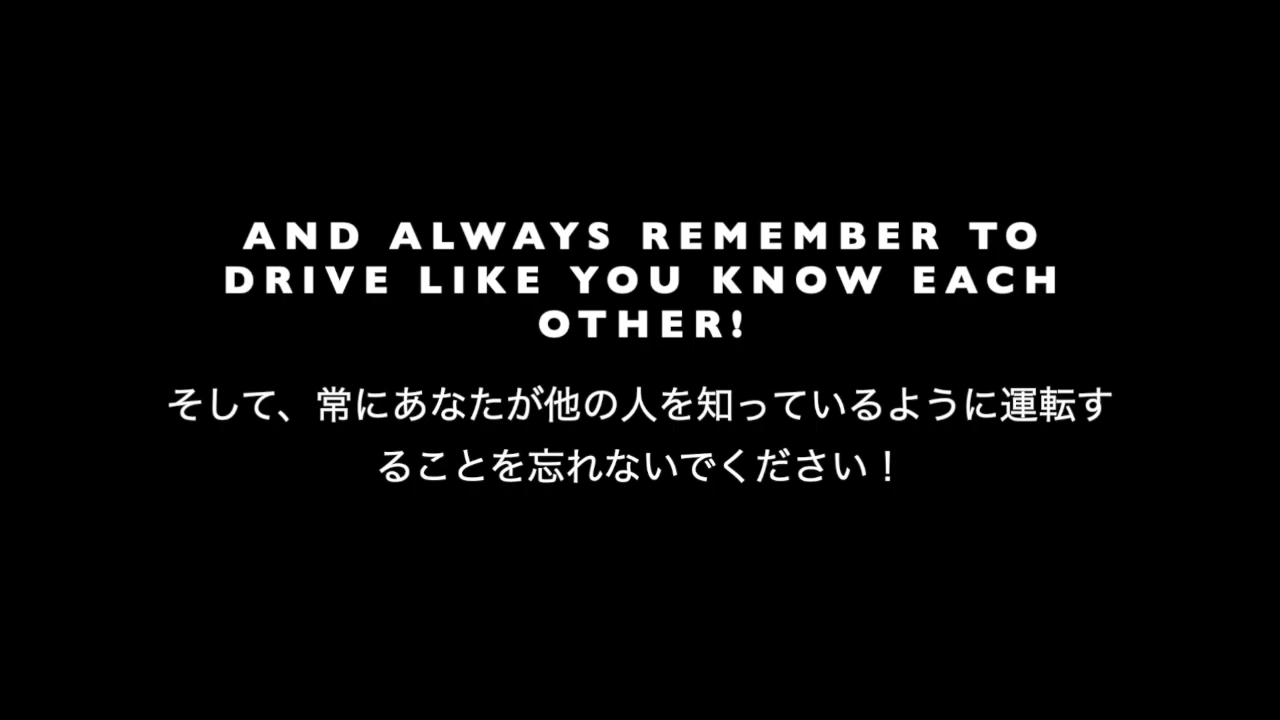 AND ALWAYS REMEMBER TO
DRIVE LIKE YOU KNOW EACH
OTHER!
そして、常にあなたが他の人を知っているように運転す
ることを忘れないでください！